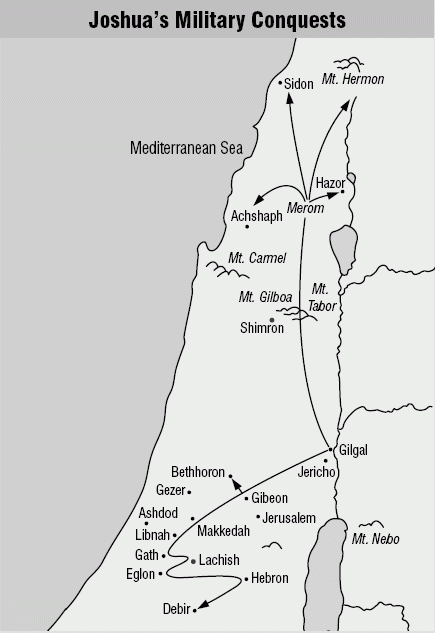 Joshua's Military Conquests
Mt. Hermon
Sidon
Mediterranean Sea
Hazor
Merom
Achshaph
Mt. Carmel
Mt. Gilboa
Mt.
Tabor
Shimron
Gilgal
Jericho
Bethhoron
Gezer
Gibeon
Ashdod
Jerusalem
Makkedah
Libnah
Mt. Nebo
Gath
Lachish
Eglon
Hebron
Debir